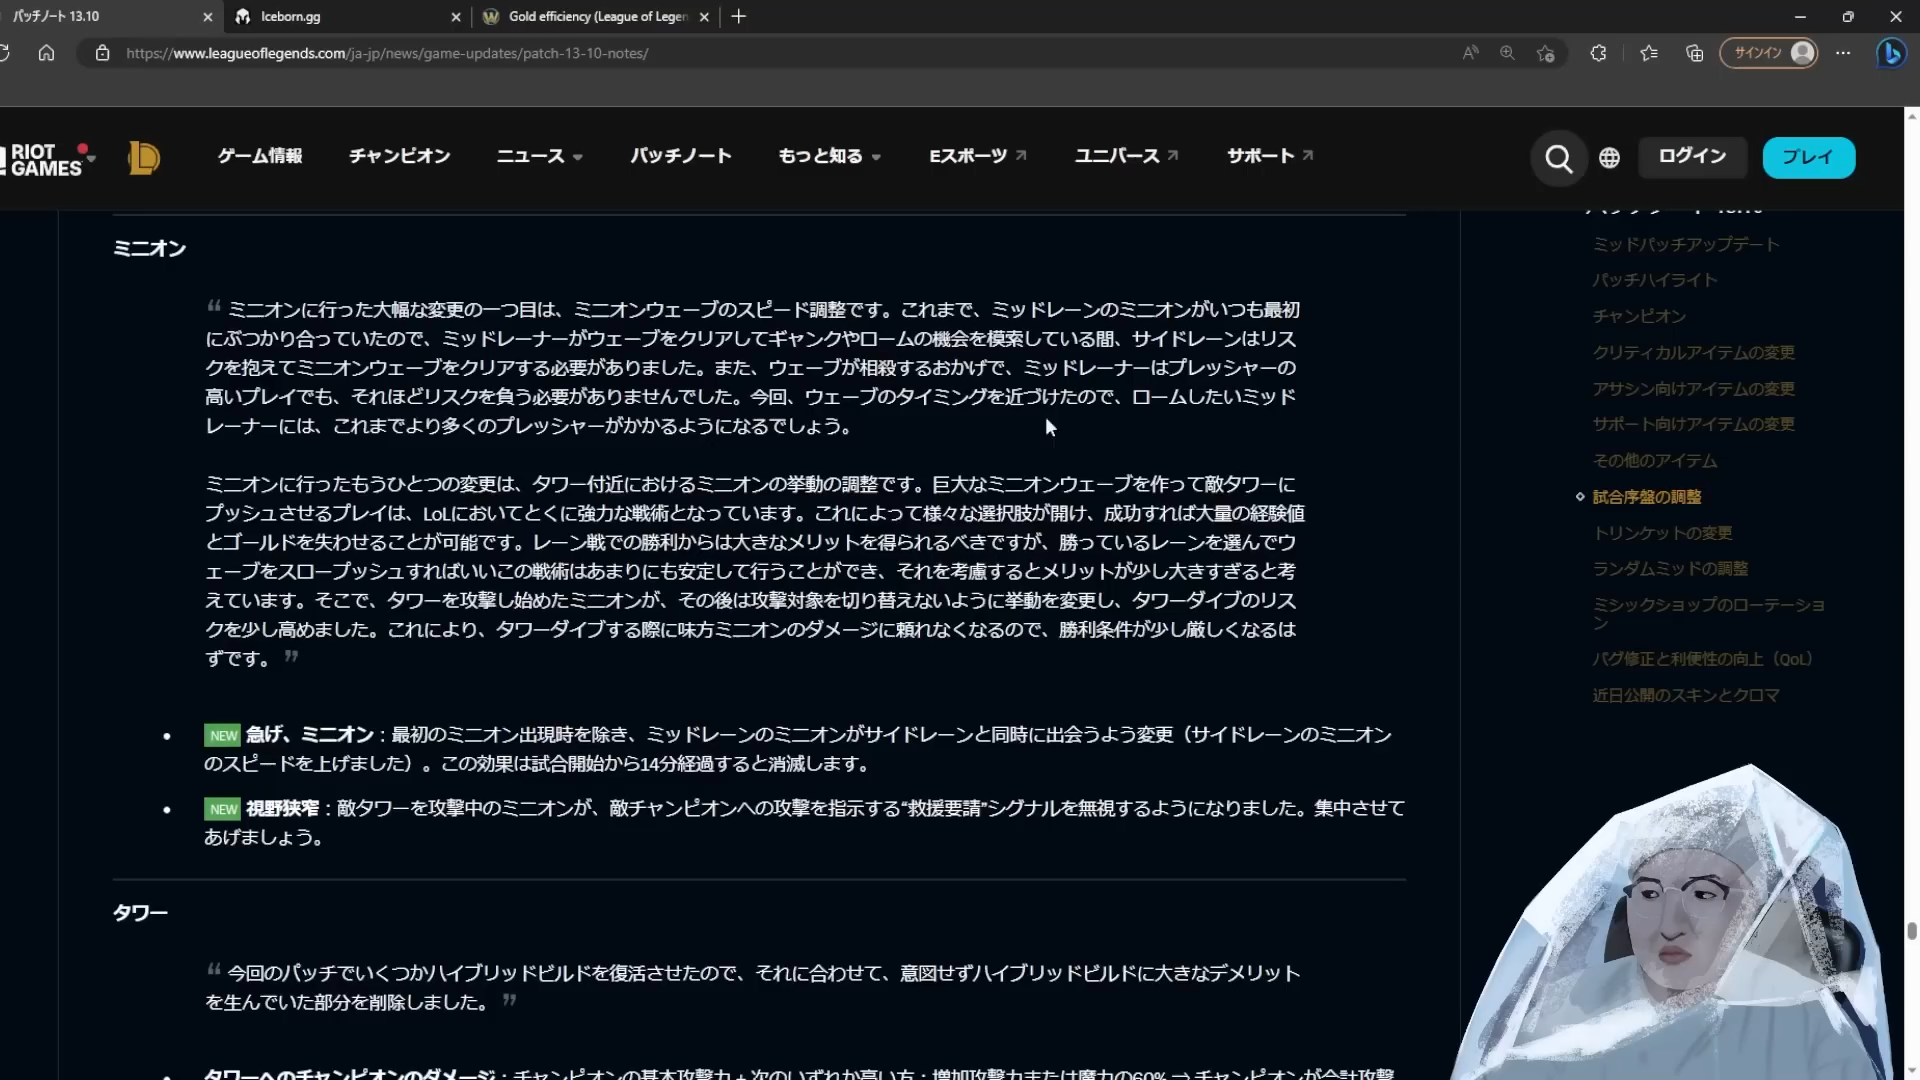 パッチノート 13.10
Iceborn.gg
Gold efficiency (League of Legen
https://www.leagueoflegends.com/ja-jp/news/game-updates/patch-13-10-notes/
サインイン
RIOT
GAMES
ゲーム情報
チャンピオン
ニュース
パッチノート
もっと知る
Eスポーツ
ユニバース
サポート
ログイン
プレイ
ミニオン
“ ミニオンに行った大幅な変更の一つ目は、ミニオンウェーブのスピード調整です。これまで、ミッドレーンのミニオンがいつも最初
にぶつかり合っていたので、ミッドレーナーがウェーブをクリアしてギャンクやロームの機会を模索している間、サイドレーンはリス
クを抱えてミニオンウェーブをクリアする必要がありました。また、ウェーブが相殺するおかげで、ミッドレーナーはプレッシャーの
高いプレイでも、それほどリスクを負う必要がありませんでした。今回、ウェーブのタイミングを近づけたので、ロームしたいミッド
レーナーには、これまでより多くのプレッシャーがかかるようになるでしょう。
ミニオンに行ったもうひとつの変更は、タワー付近におけるミニオンの挙動の調整です。巨大なミニオンウェーブを作って敵タワーに
プッシュさせるプレイは、LoLにおいてとくに強力な戦術となっています。これによって様々な選択肢が開け、成功すれば大量の経験値
とゴールドを失わせることが可能です。レーン戦での勝利からは大きなメリットを得られるべきですが、勝っているレーンを選んでウ
ェーブをスロープッシュすればいいこの戦術はあまりにも安定して行うことができ、それを考慮するとメリットが少し大きすぎると考
えています。そこで、タワーを攻撃し始めたミニオンが、その後は攻撃対象を切り替えないように挙動を変更し、タワーダイブのリス
クを少し高めました。これにより、タワーダイブする際に味方ミニオンのダメージに頼れなくなるので、勝利条件が少し厳しくなるは
ずです。 ”
• NEW 急げ、ミニオン：最初のミニオン出現時を除き、ミッドレーンのミニオンがサイドレーンと同時に出会うよう変更（サイドレーンのミニオン
のスピードを上げました）。この効果は試合開始から14分経過すると消滅します。
• NEW 視野狭窄：敵タワーを攻撃中のミニオンが、敵チャンピオンへの攻撃を指示する“救援要請”シグナルを無視するようになりました。集中させて
あげましょう。
タワー
“ 今回のパッチでいくつかハイブリッドビルドを復活させたので、それに合わせて、意図せずハイブリッドビルドに大きなデメリット
を生んでいた部分を削除しました。 ”
• タワーへのチャンピオンのダメージ：チャンピオンの基本攻撃力 + 次のいずれか高い方：増加攻撃力または魔力の60% ⇒ チャンピオンが合計攻撃
ミッドパッチアップデート
パッチハイライト
チャンピオン
クリティカルアイテムの変更
アサシン向けアイテムの変更
サポート向けアイテムの変更
その他のアイテム
試合序盤の調整
トリンケットの変更
ランダムミッドの調整
ミシックショップのローテーショ
ン
バグ修正と利便性の向上（QoL）
近日公開のスキンとクロマ